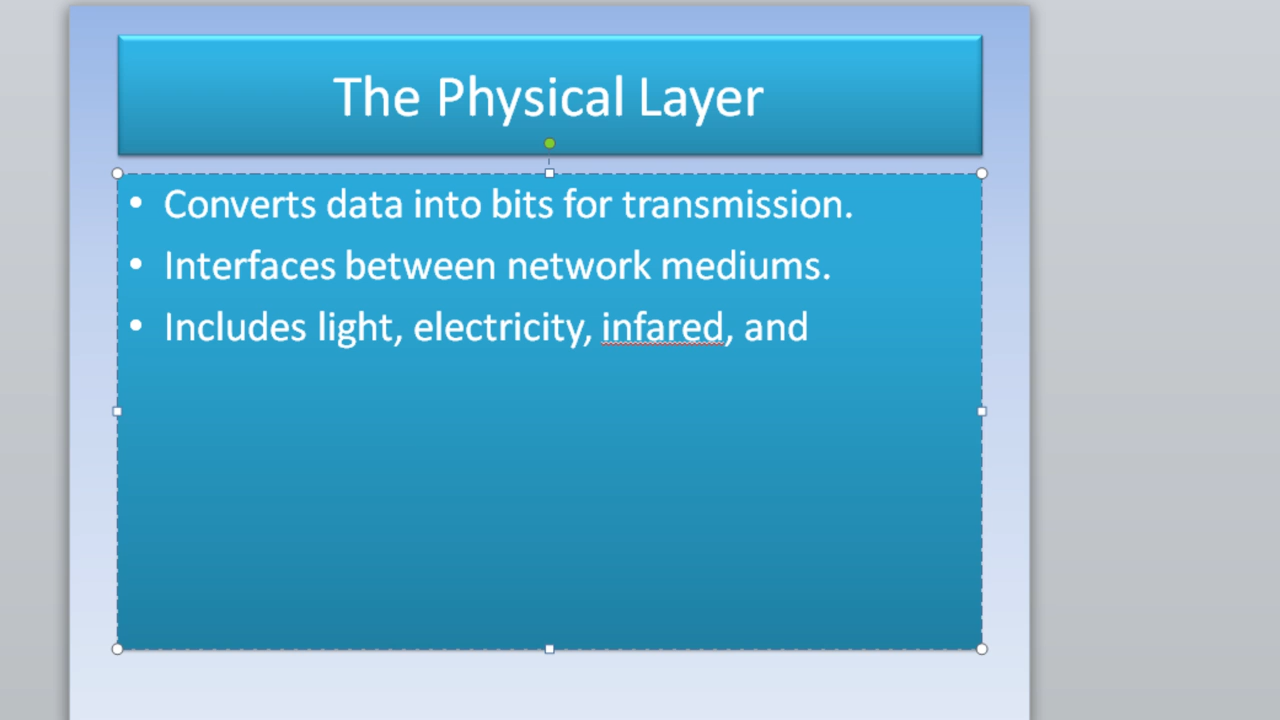 The Physical Layer
• Converts data into bits for transmission.
• Interfaces between network mediums.
• Includes light, electricity, infared, and